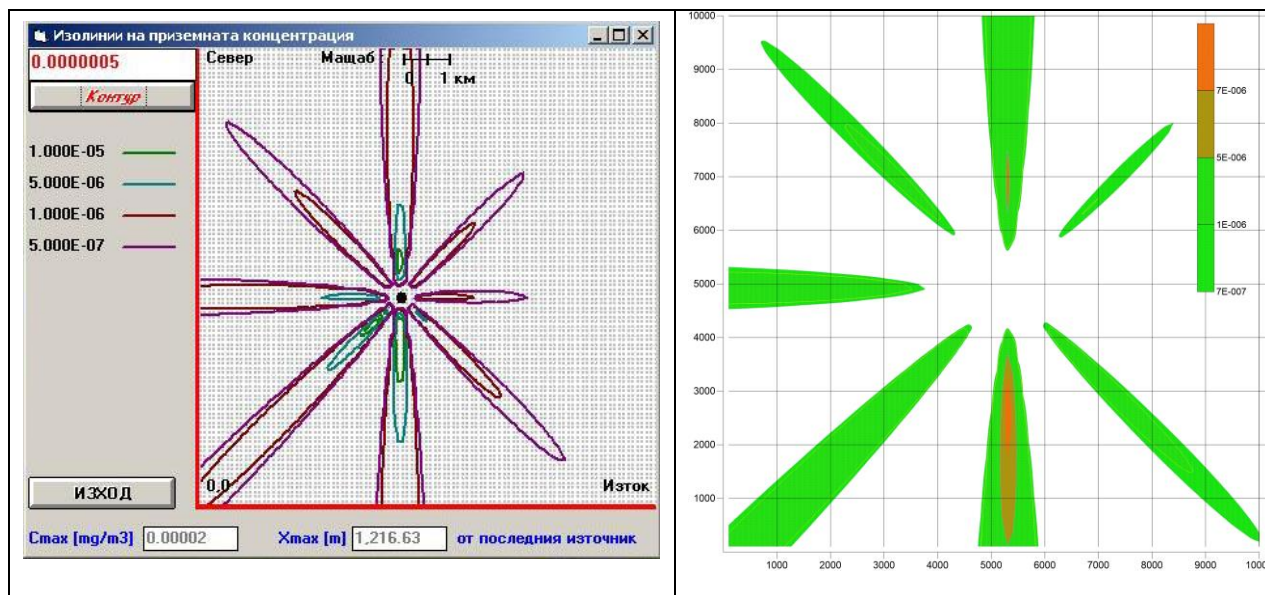 Изолинии на приземната концентрация
0.0000005
Контур
Север
Мащаб :
0 1 км
1.000E-05
5.000E-06
1.000E-06
5.000E-07
0,0
Изток
ИЗХОД
Cmax [mg/m3] 0.00002 Xmax [m] 1,216.63 от последния източник
10000
9000
8000
7000
6000
5000
4000
3000
2000
1000
1000 2000 3000 4000 5000 6000 7000 8000 9000 1000
7E-006
5E-006
1E-006
7E-007